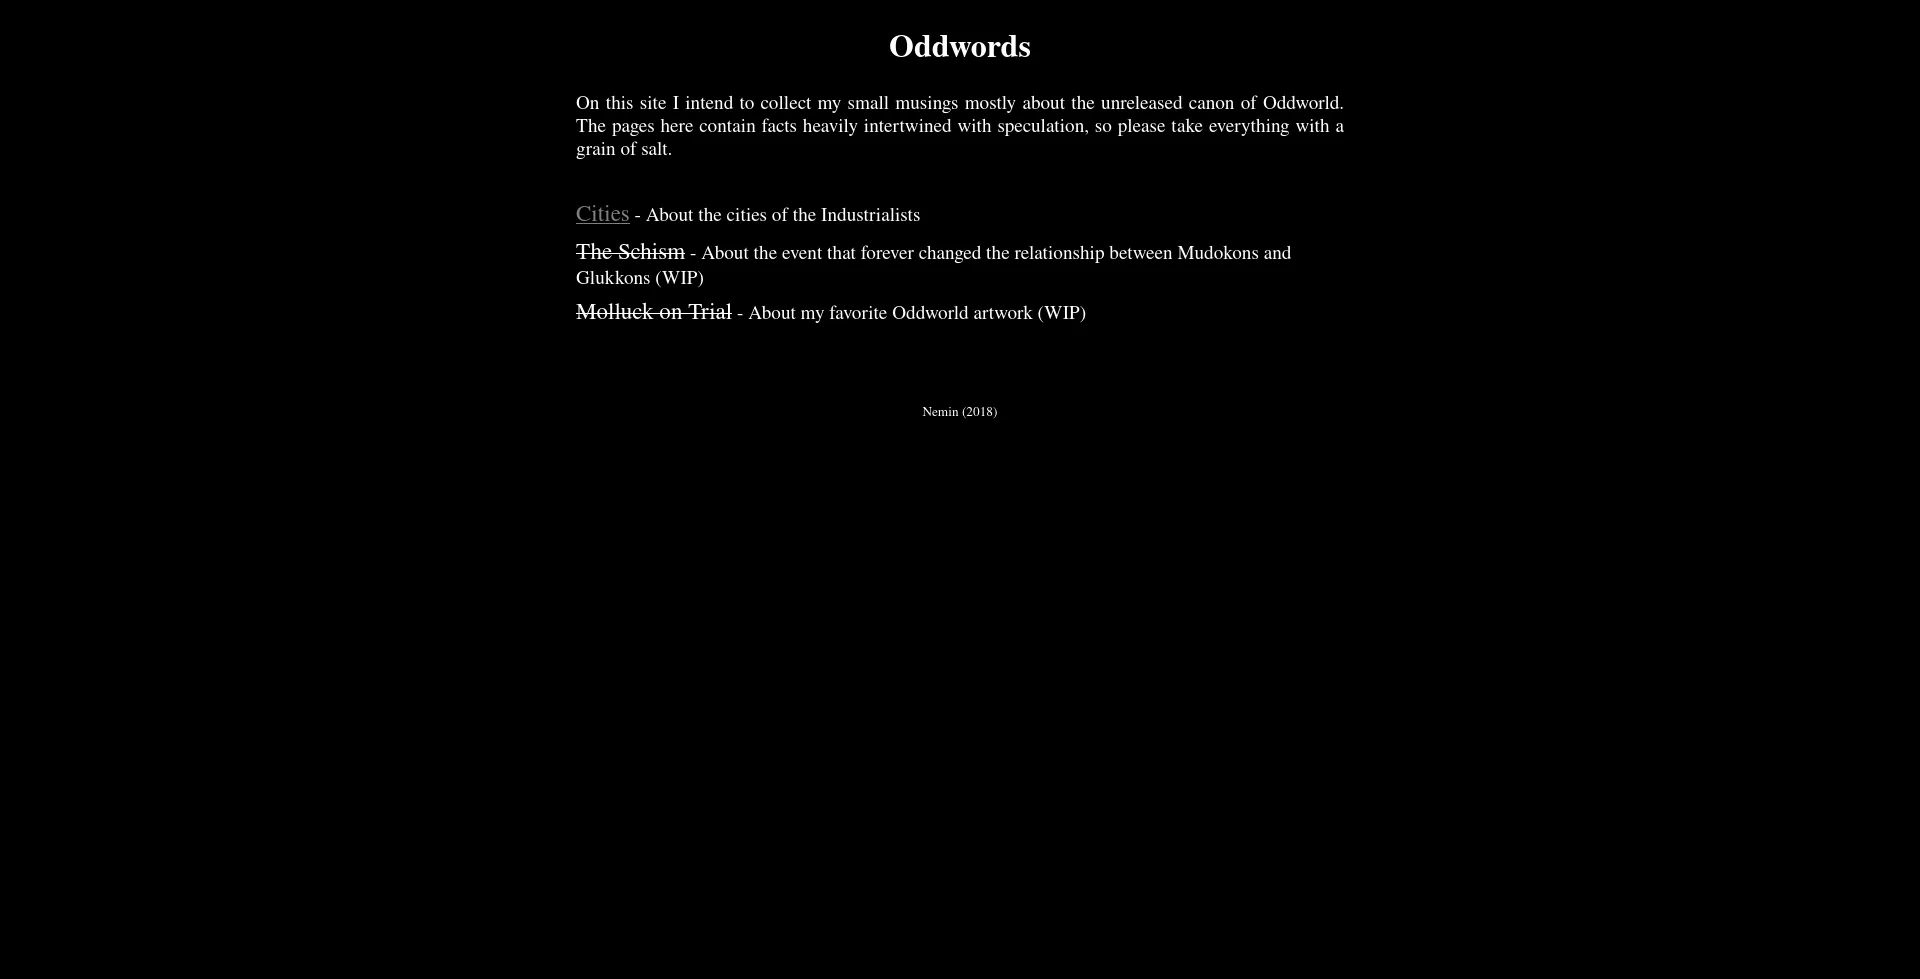 Oddwords
On this site I intend to collect my small musings mostly about the unreleased canon of Oddworld.
The pages here contain facts heavily intertwined with speculation, so please take everything with a
grain of salt.
Cities - About the cities of the Industrialists
The Schism - About the event that forever changed the relationship between Mudokons and
Glukkons (WIP)
Molluck on Trial - About my favorite Oddworld artwork (WIP)
Nemin (2018)